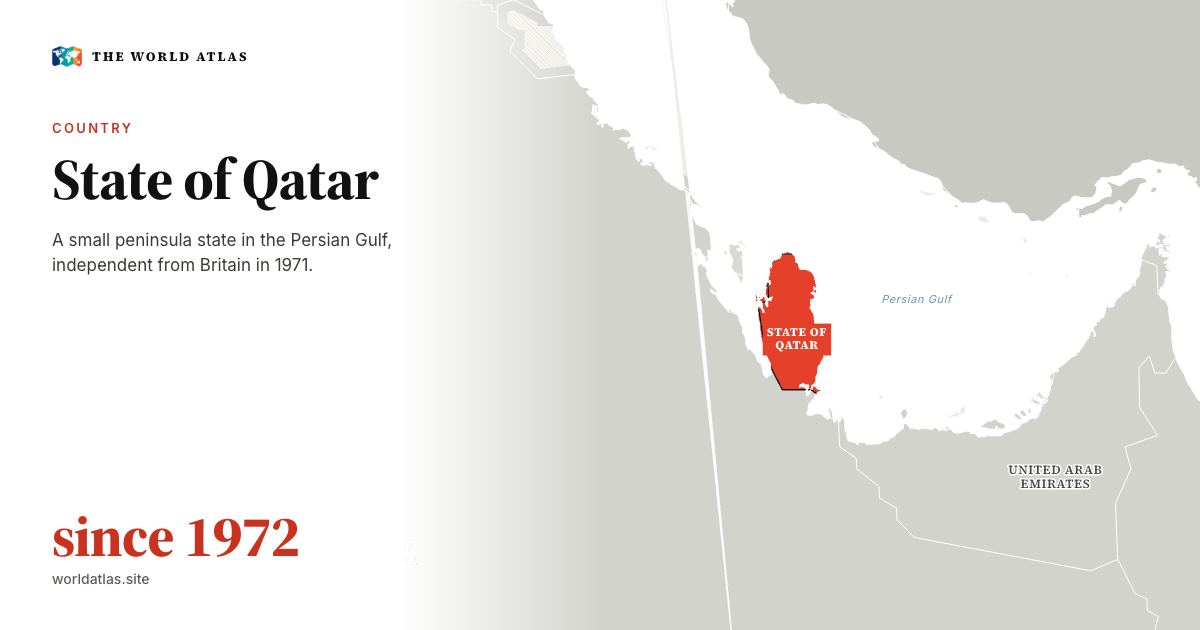 THE WORLD ATLAS
COUNTRY
State of Qatar
A small peninsula state in the Persian Gulf,
independent from Britain in 1971.
since 1972
worldatlas.site
Persian Gulf
STATE OF
QATAR
UNITED ARAB
EMIRATES